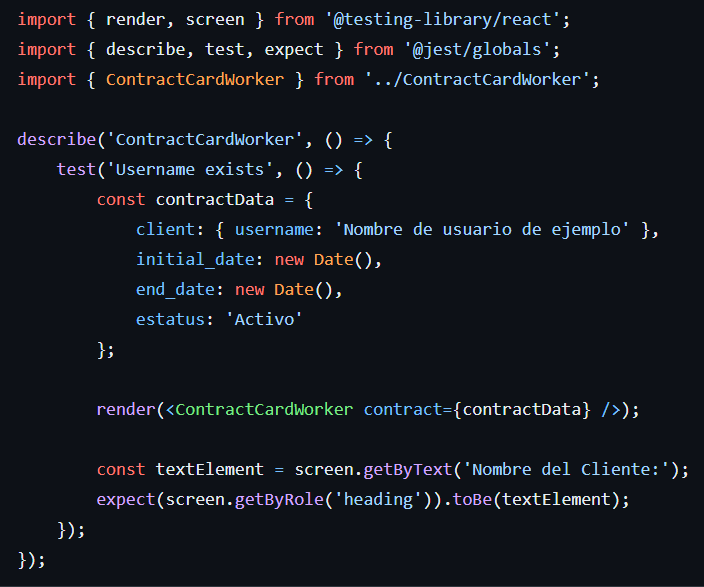 import { render, screen } from '@testing-library/react';
import { describe, test, expect } from '@jest/globals';
import { ContractCardWorker } from '../ContractCardWorker';

describe('ContractCardWorker', () => {
    test('Username exists', () => {
        const contractData = {
            client: { username: 'Nombre de usuario de ejemplo' },
            initial_date: new Date(),
            end_date: new Date(),
            estatus: 'Activo'
        };

        render(<ContractCardWorker contract={contractData} />);

        const textElement = screen.getByText('Nombre del Cliente:');
        expect(screen.getByRole('heading')).toBe(textElement);
    });
});